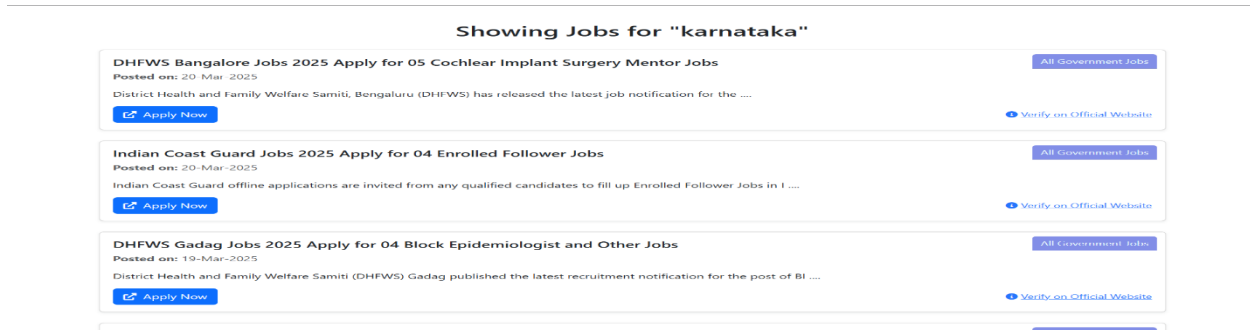 Showing Jobs for "karnataka"
DHFWS Bangalore Jobs 2025 Apply for 05 Cochlear Implant Surgery Mentor Jobs
All Government Jobs
Posted on: 20-Mar-2025
District Health and Family Welfare Samiti, Bengaluru (DHFWS) has released the latest job notification for the ....
Apply Now
Verify on Official Website
Indian Coast Guard Jobs 2025 Apply for 04 Enrolled Follower Jobs
All Government Jobs
Posted on: 20-Mar-2025
Indian Coast Guard offline applications are invited from any qualified candidates to fill up Enrolled Follower Jobs in I ....
Apply Now
Verify on Official Website
DHFWS Gadag Jobs 2025 Apply for 04 Block Epidemiologist and Other Jobs
All Government Jobs
Posted on: 19-Mar-2025
District Health and Family Welfare Samiti (DHFWS) Gadag published the latest recruitment notification for the post of Bl ....
Apply Now
Verify on Official Website